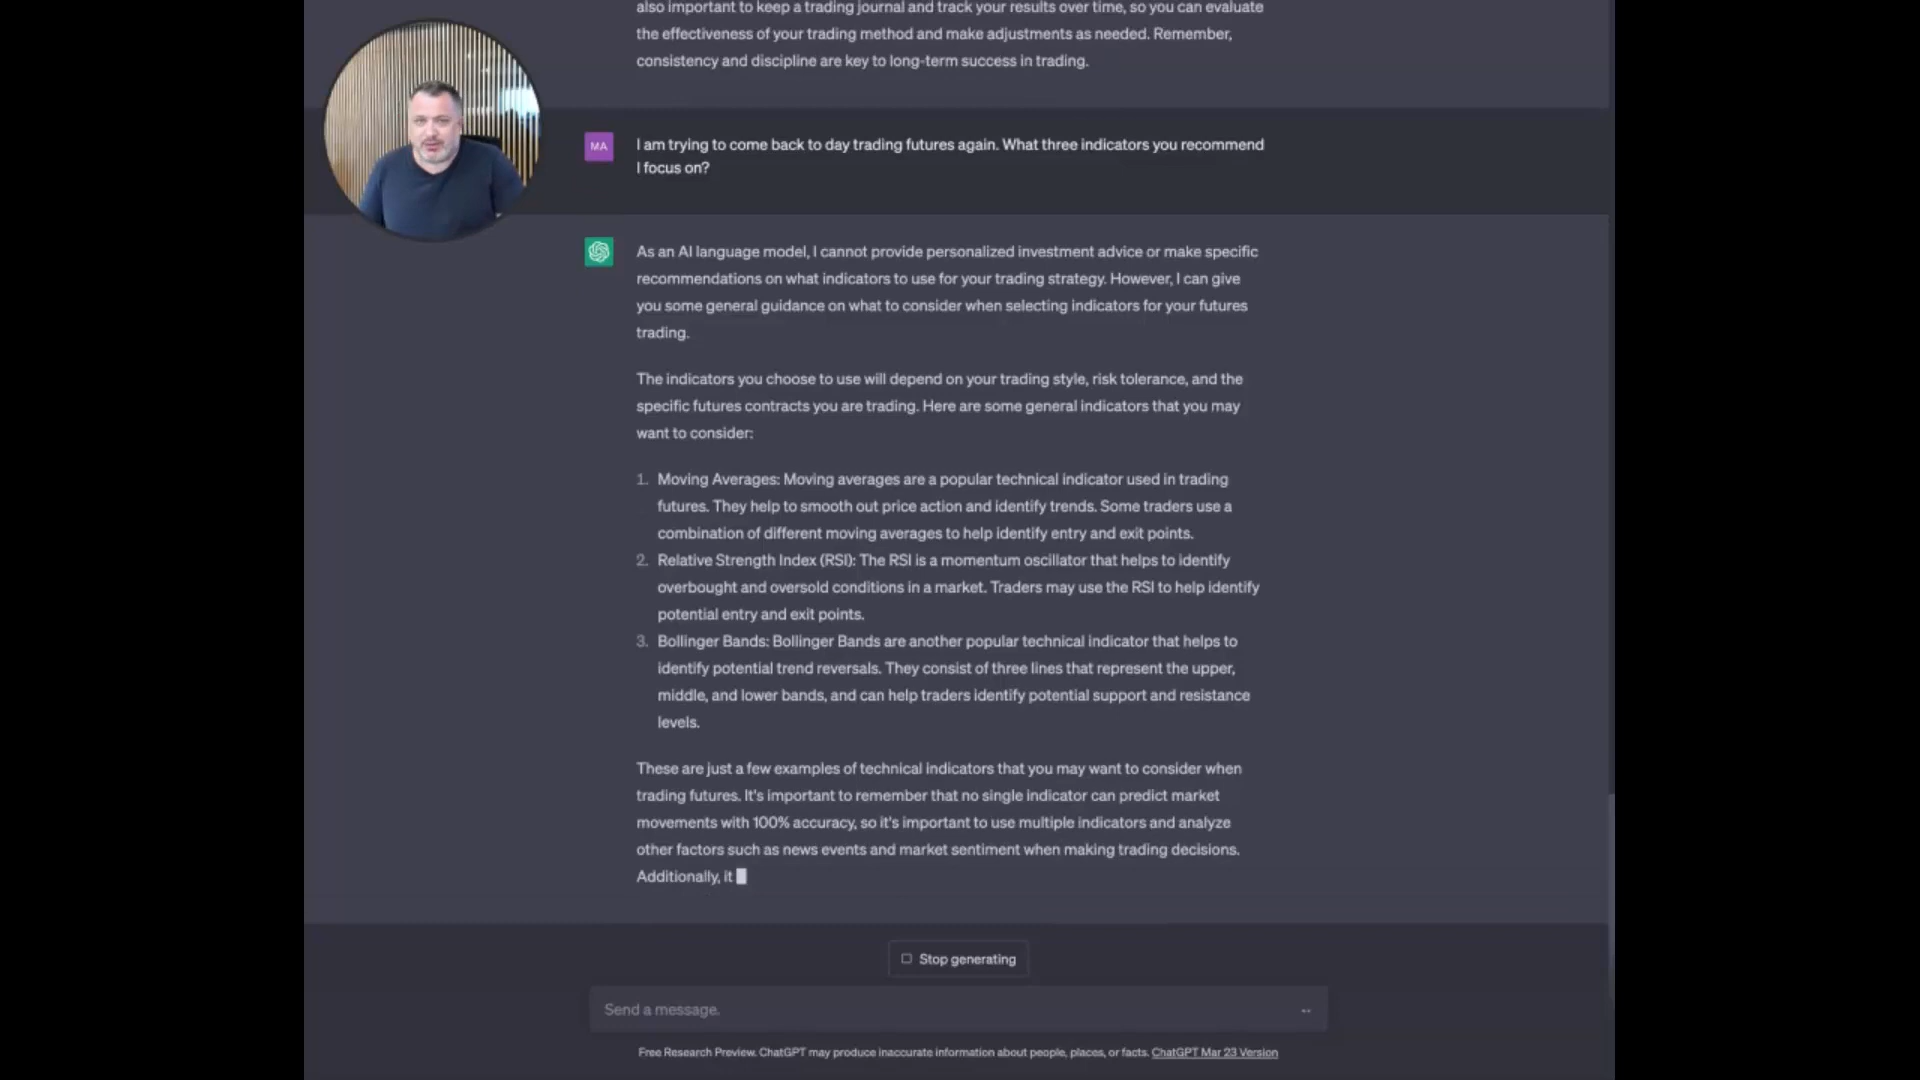 also important to keep a trading journal and track your results over time, so you can evaluate
the effectiveness of your trading method and make adjustments as needed. Remember,
consistency and discipline are key to long-term success in trading.
MA
I am trying to come back to day trading futures again. What three indicators you recommend
I focus on?
As an AI language model, I cannot provide personalized investment advice or make specific
recommendations on what indicators to use for your trading strategy. However, I can give
you some general guidance on what to consider when selecting indicators for your futures
trading.
The indicators you choose to use will depend on your trading style, risk tolerance, and the
specific futures contracts you are trading. Here are some general indicators that you may
want to consider:
1. Moving Averages: Moving averages are a popular technical indicator used in trading
futures. They help to smooth out price action and identify trends. Some traders use a
combination of different moving averages to help identify entry and exit points.
2. Relative Strength Index (RSI): The RSI is a momentum oscillator that helps to identify
overbought and oversold conditions in a market. Traders may use the RSI to help identify
potential entry and exit points.
3. Bollinger Bands: Bollinger Bands are another popular technical indicator that helps to
identify potential trend reversals. They consist of three lines that represent the upper,
middle, and lower bands, and can help traders identify potential support and resistance
levels.
These are just a few examples of technical indicators that you may want to consider when
trading futures. It's important to remember that no single indicator can predict market
movements with 100% accuracy, so it's important to use multiple indicators and analyze
other factors such as news events and market sentiment when making trading decisions.
Additionally, it
Stop generating
Send a message.
Free Research Preview. ChatGPT may produce inaccurate information about people, places, or facts. ChatGPT Mar 23 Version